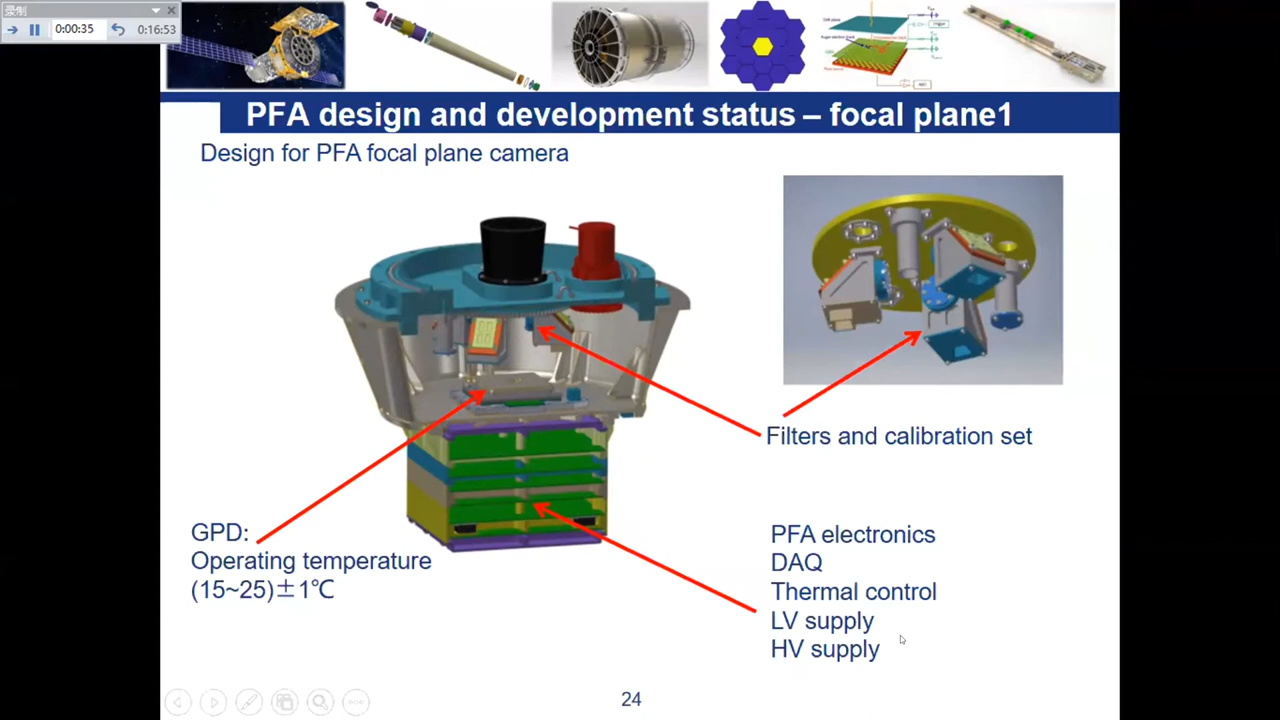 录制
0:00:35
0:16:53
PFA design and development status – focal plane1
Design for PFA focal plane camera
Filters and calibration set
GPD:
Operating temperature
(15~25)±1℃
PFA electronics
DAQ
Thermal control
LV supply
HV supply
24